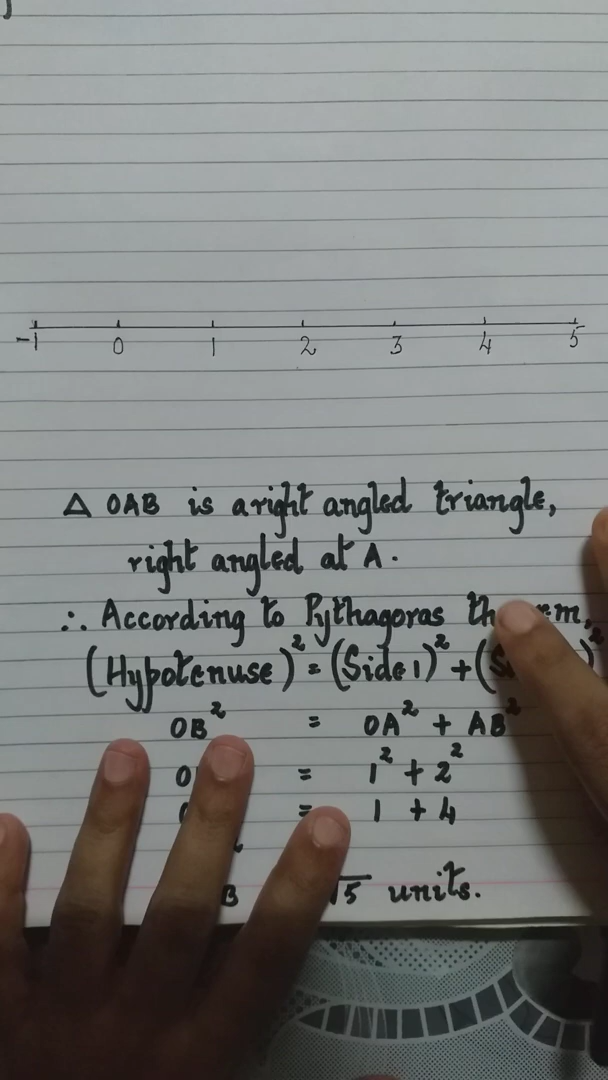 -1 0 1 2 3 4 5
△ OAB is a right angled triangle,
right angled at A.
∴ According to Pythagoras
(Hypotenuse)² = (Side 1)² + (
OB² = OA² + AB²
= 1² + 2²
= 1 + 4
√5 units.